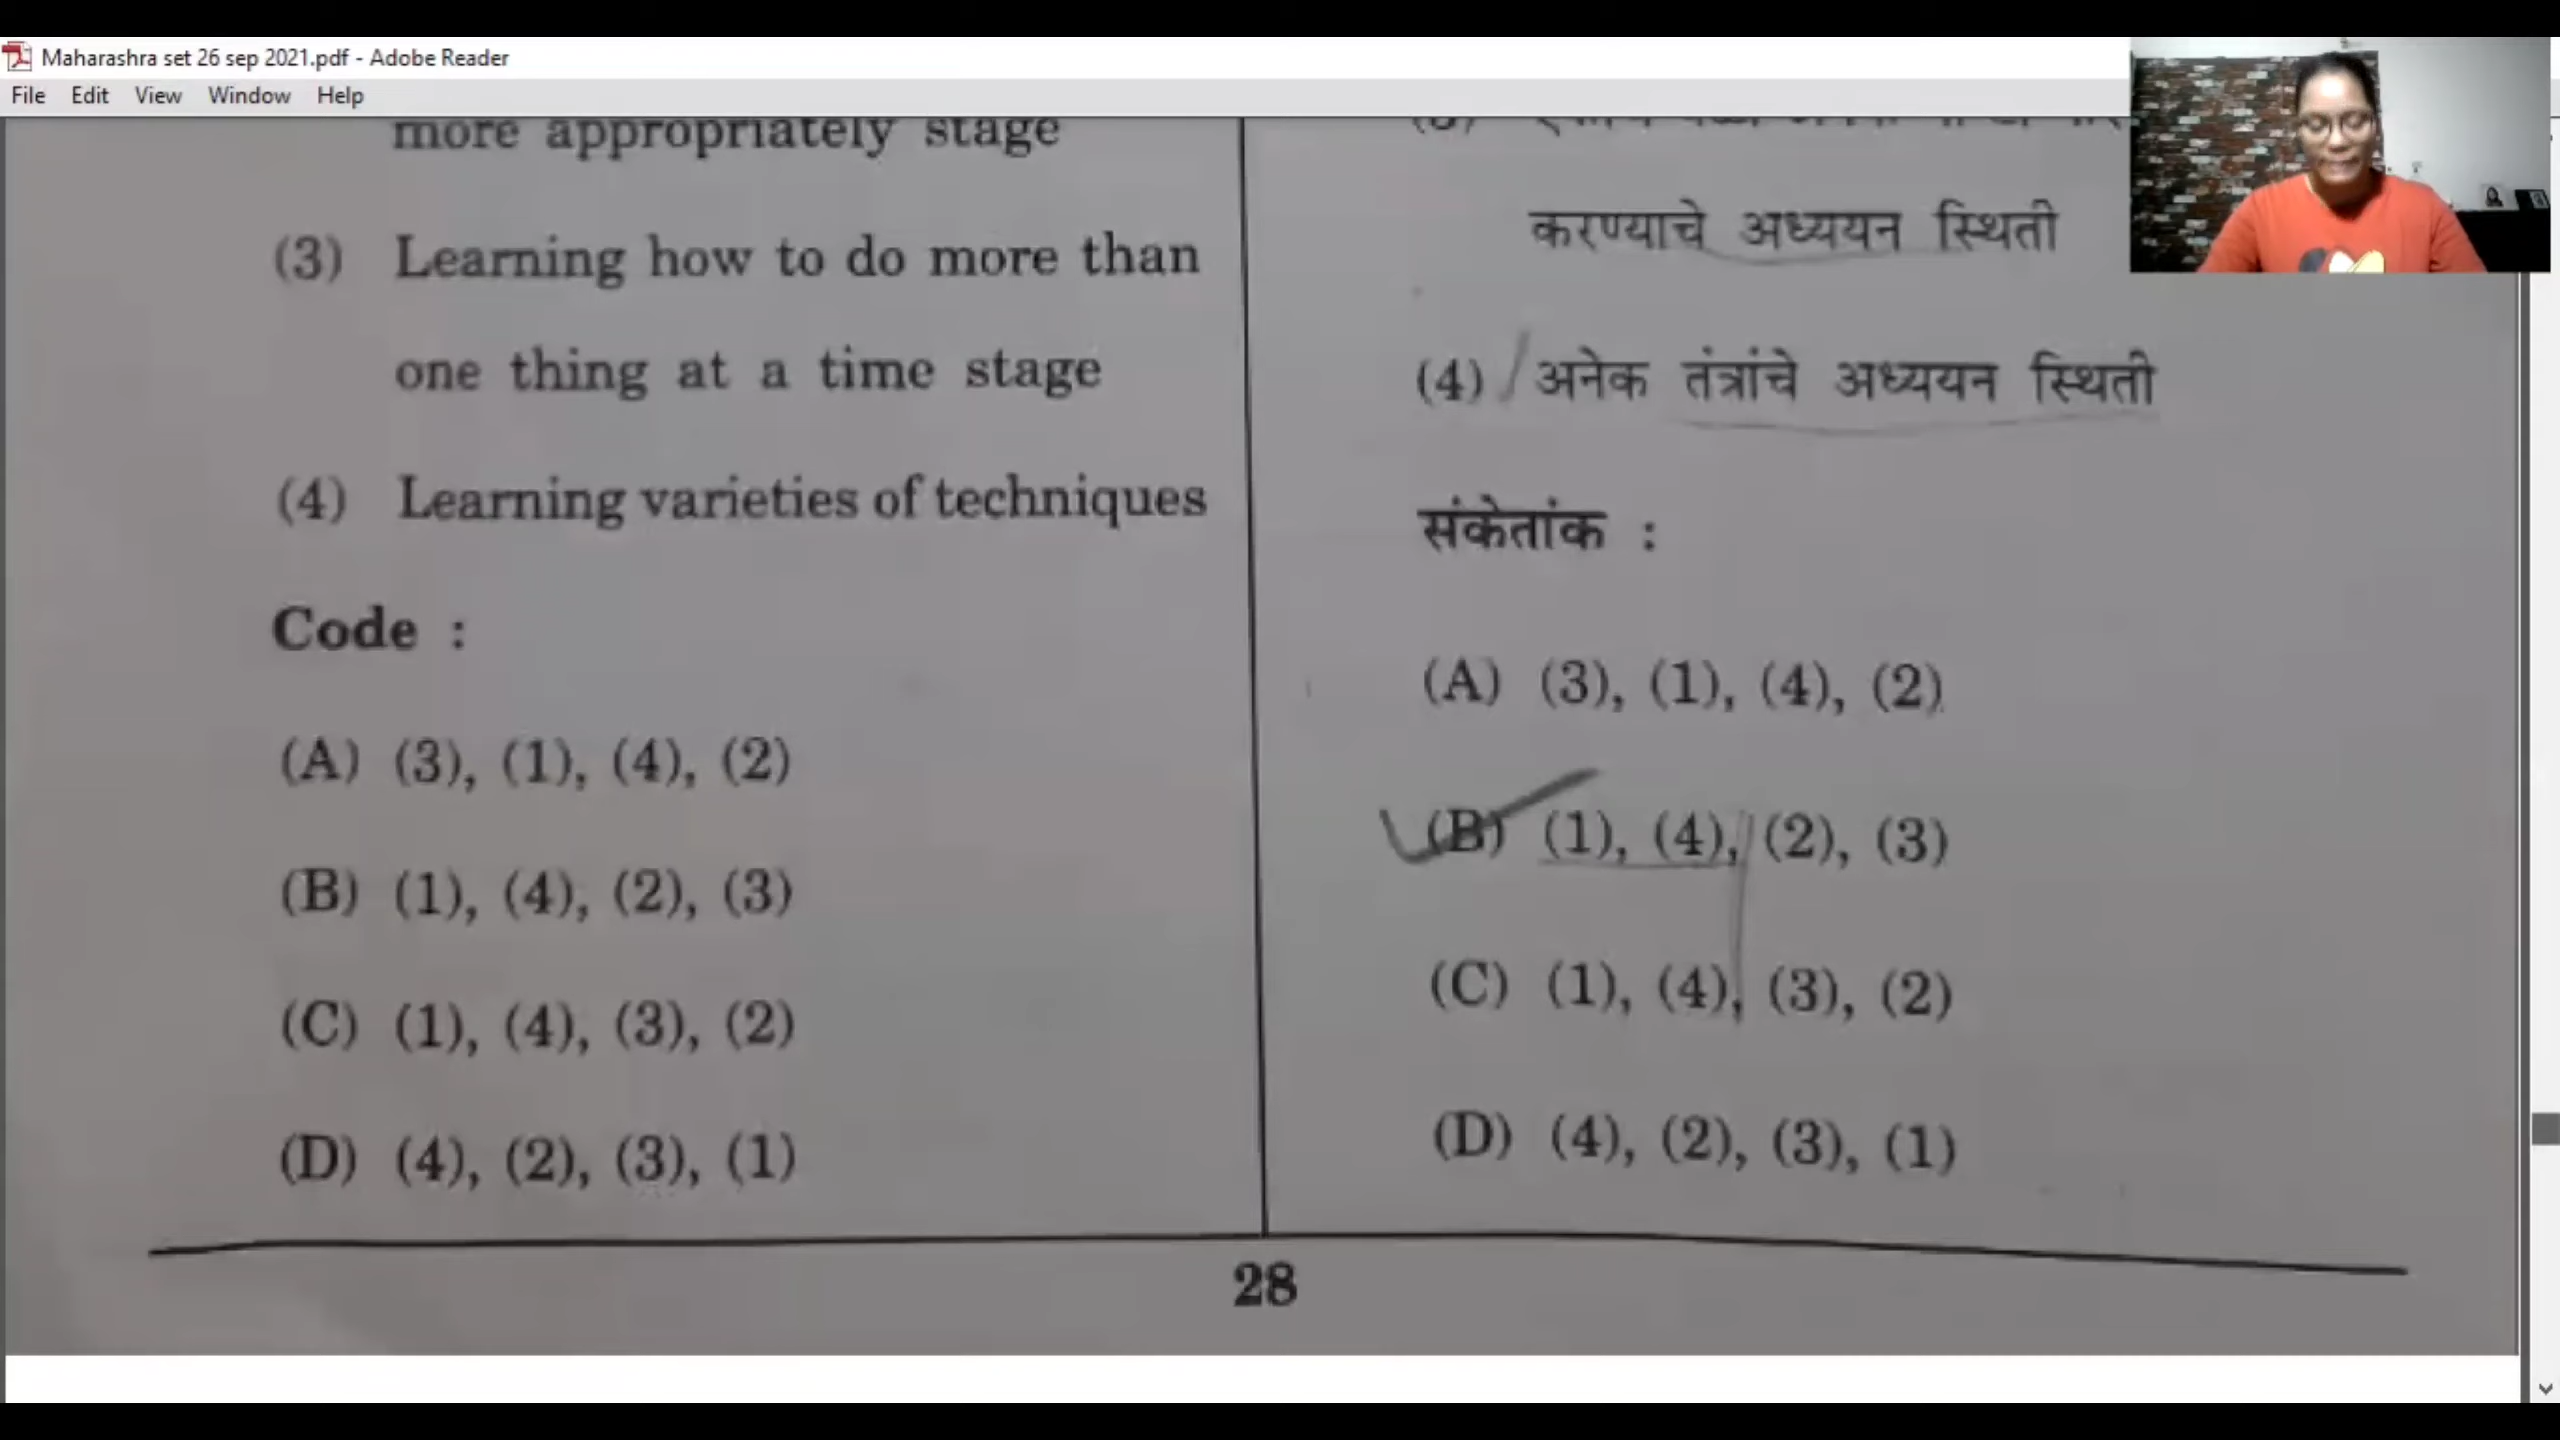 Maharashra set 26 sep 2021.pdf - Adobe Reader
File Edit View Window Help
more appropriately stage
(3) Learning how to do more than
one thing at a time stage
(4) Learning varieties of techniques
Code :
(A) (3), (1), (4), (2)
(B) (1), (4), (2), (3)
(C) (1), (4), (3), (2)
(D) (4), (2), (3), (1)
करण्याचे अध्ययन स्थिती
(4) अनेक तंत्रांचे अध्ययन स्थिती
संकेतांक :
(A) (3), (1), (4), (2)
(B) (1), (4), (2), (3)
(C) (1), (4), (3), (2)
(D) (4), (2), (3), (1)
28